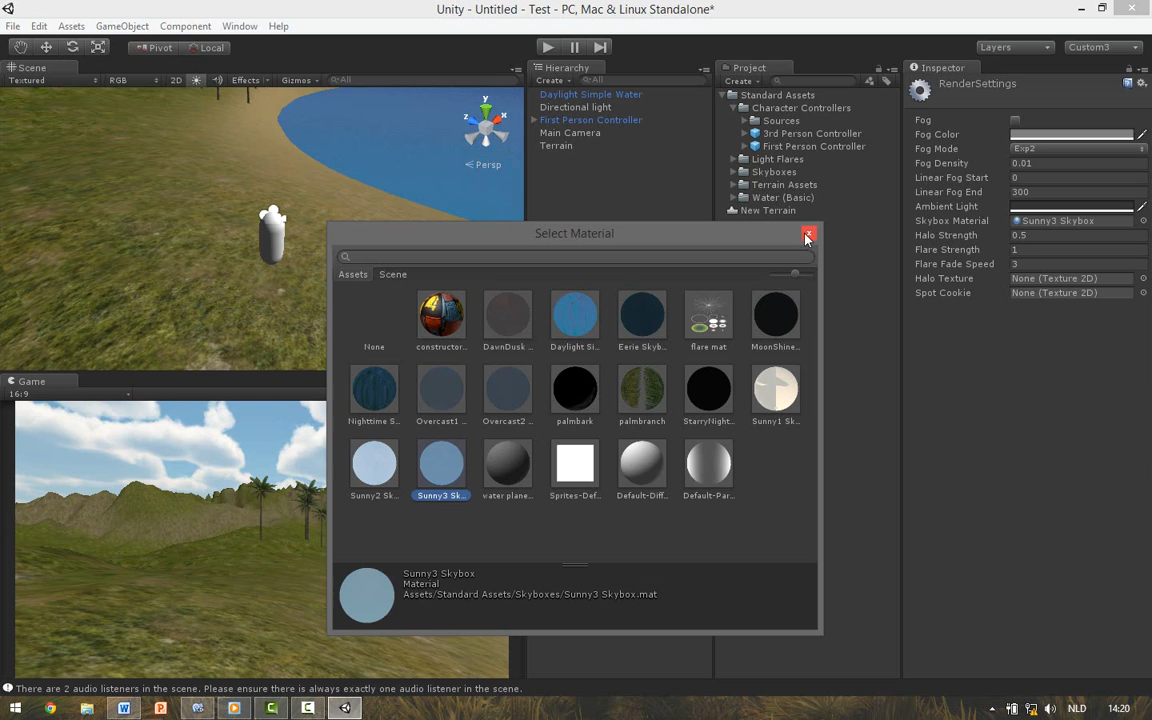 Unity - Untitled - Test - PC, Mac & Linux Standalone*
File Edit Assets GameObject Component Window Help
Pivot Local Layers Custom3
Scene
Textured RGB 2D Effects Gizmos All
Persp
y
x
Hierarchy
Create All
Daylight Simple Water
Directional light
First Person Controller
Main Camera
Terrain
Project
Create
Standard Assets
Character Controllers
Sources
3rd Person Controller
First Person Controller
Light Flares
Skyboxes
Terrain Assets
Water (Basic)
New Terrain
Inspector
RenderSettings
Fog
Fog Color
Fog Mode Exp2
Fog Density 0.01
Linear Fog Start 0
Linear Fog End 300
Ambient Light
Skybox Material Sunny3 Skybox
Halo Strength 0.5
Flare Strength 1
Flare Fade Speed 3
Halo Texture None (Texture 2D)
Spot Cookie None (Texture 2D)
Select Material
Assets Scene
None constructor... DawnDusk ... Daylight Si... Eerie Skyb... flare mat MoonShine...
Nighttime S... Overcast1 ... Overcast2 ... palmbark palmbranch StarryNight... Sunny1 Sk...
Sunny2 Sk... Sunny3 Sk... water plane... Sprites-Def... Default-Diff... Default-Par...
Sunny3 Skybox
Material
Assets/Standard Assets/Skyboxes/Sunny3 Skybox.mat
Game
16:9
There are 2 audio listeners in the scene. Please ensure there is always exactly one audio listener in the scene.
NLD 14:20